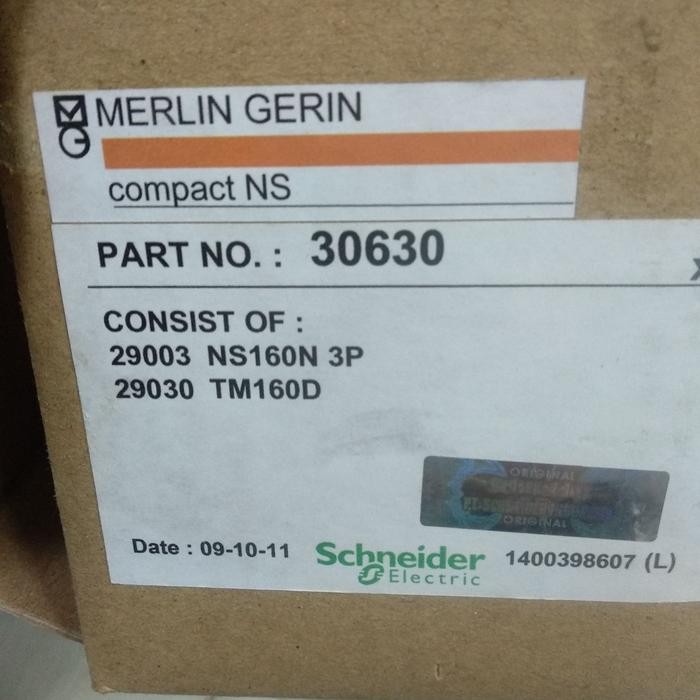 MERLIN GERIN
compact NS
PART NO. : 30630
CONSIST OF :
29003 NS160N 3P
29030 TM160D
ORIGINAL
ORIGINAL
Date : 09-10-11 Schneider Electric 1400398607 (L)